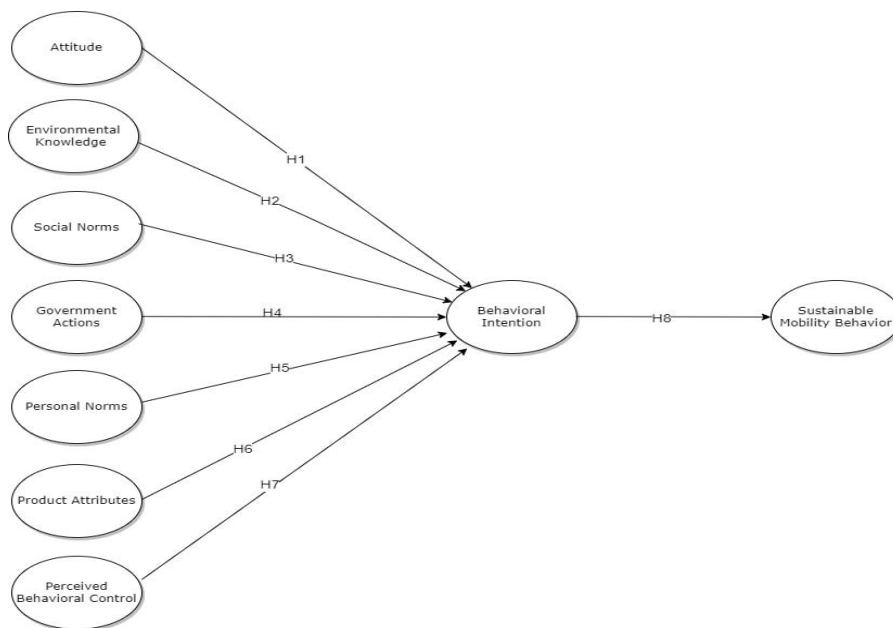 Attitude
H1
Environmental
Knowledge
H2
Social Norms
H3
Government
Actions
H4
Behavioral
Intention
H8
Sustainable
Mobility Behavior
Personal Norms
H5
Product Attributes
H6
Perceived
Behavioral Control
H7